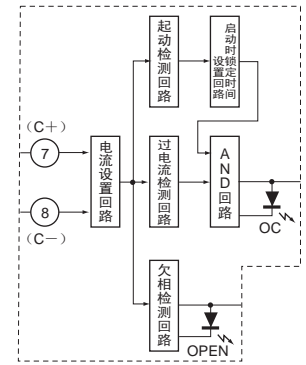 起动检测回路
启动时锁定时间
设置回路
（C＋）
7
电流设置回路
过电流检测回路
AND回路
8
（C－）
OC
欠相检测回路
OPEN